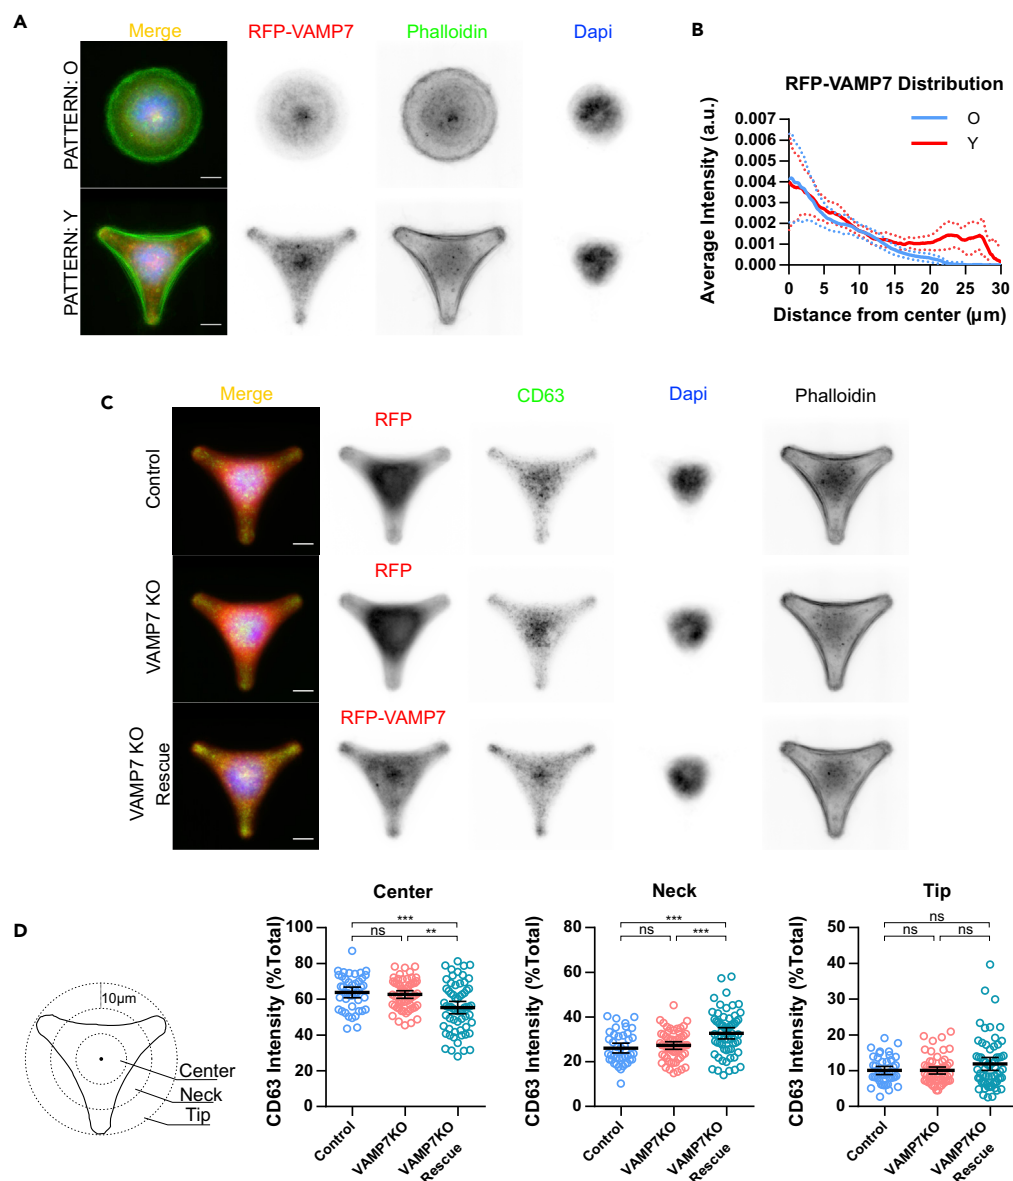 A
Merge
RFP-VAMP7
Phalloidin
Dapi
PATTERN: O
PATTERN: Y
B
RFP-VAMP7 Distribution
O
Y
Average Intensity (a.u.)
0.007
0.006
0.005
0.004
0.003
0.002
0.001
0.000
0 5 10 15 20 25 30
Distance from center (µm)
C
Merge
CD63
Dapi
Phalloidin
RFP
Control
RFP
VAMP7 KO
RFP-VAMP7
VAMP7 KO
Rescue
D
10µm
Center
Neck
Tip
Center
CD63 Intensity (%Total)
100
80
60
40
20
0
***
ns
**
Control
VAMP7KO
VAMP7KO
Rescue
Neck
CD63 Intensity (%Total)
80
60
40
20
0
***
ns
***
Control
VAMP7KO
VAMP7KO
Rescue
Tip
CD63 Intensity (%Total)
50
40
30
20
10
0
ns
ns
ns
Control
VAMP7KO
VAMP7KO
Rescue